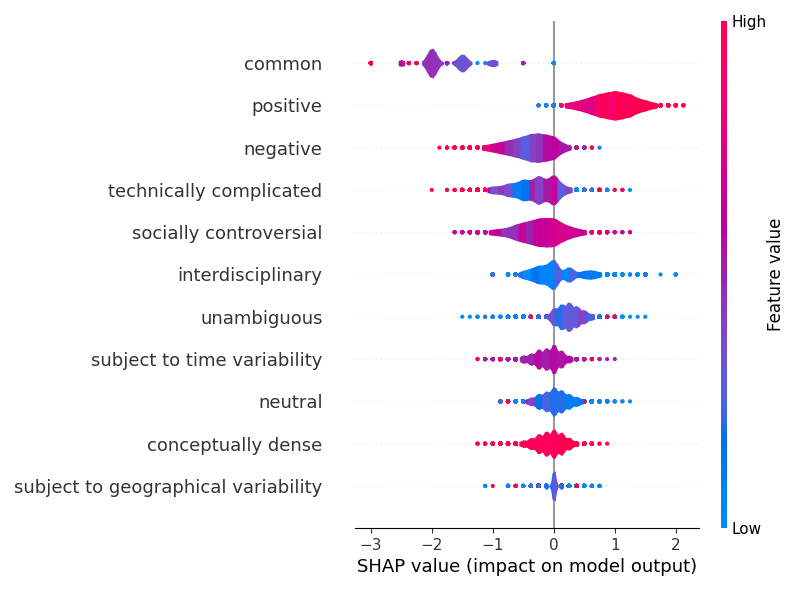 High
common
positive
negative
technically complicated
socially controversial
interdisciplinary
unambiguous
subject to time variability
neutral
conceptually dense
subject to geographical variability
Feature value
Low
−3 −2 −1 0 1 2
SHAP value (impact on model output)